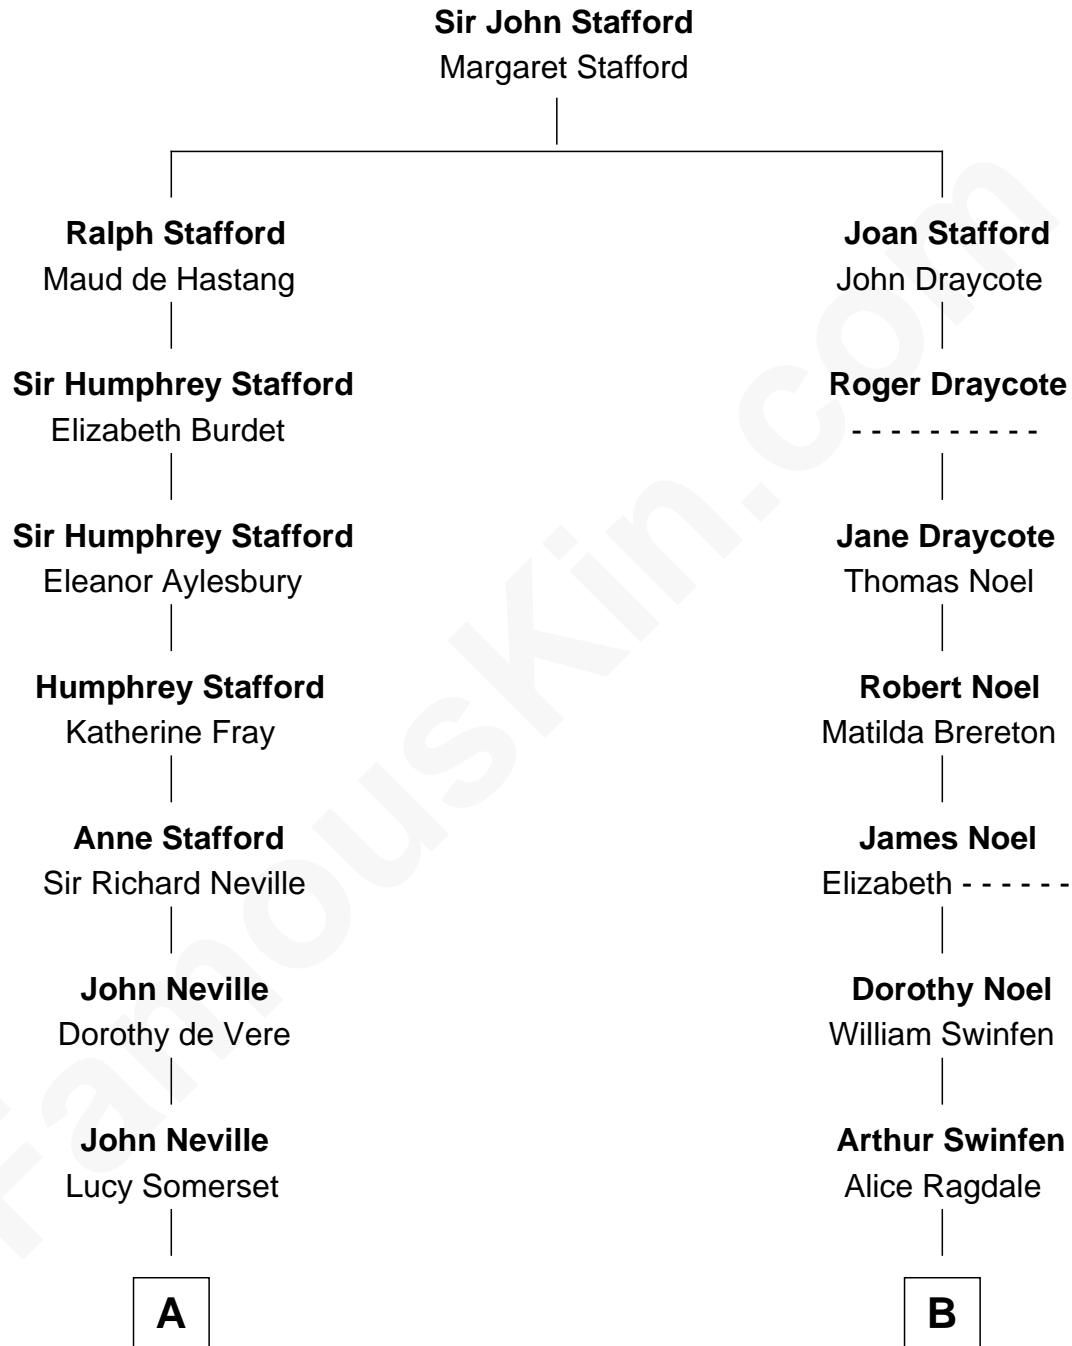 Sir John Stafford
Margaret Stafford
Ralph Stafford
Maud de Hastang
Sir Humphrey Stafford
Elizabeth Burdet
Sir Humphrey Stafford
Eleanor Aylesbury
Humphrey Stafford
Katherine Fray
Anne Stafford
Sir Richard Neville
John Neville
Dorothy de Vere
John Neville
Lucy Somerset
A
Joan Stafford
John Draycote
Roger Draycote
- - - - - - - - - -
Jane Draycote
Thomas Noel
Robert Noel
Matilda Brereton
James Noel
Elizabeth - - - - - -
Dorothy Noel
William Swinfen
Arthur Swinfen
Alice Ragdale
B
FamousKin.com